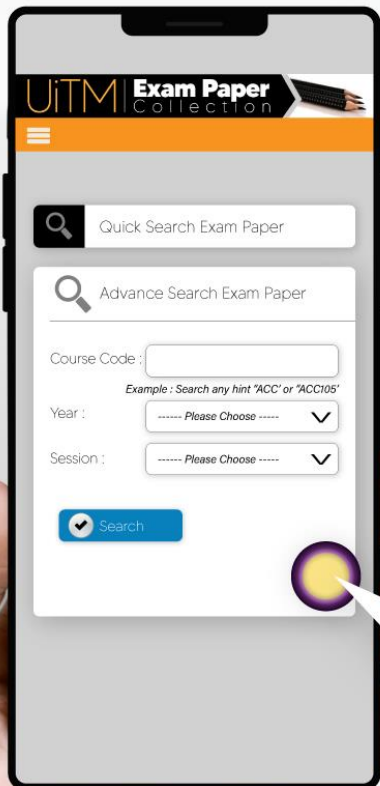 UiTM Exam Paper
Collection
Quick Search Exam Paper
Advance Search Exam Paper
Course Code :
Example : Search any hint "ACC' or "ACC105'
Year :
------ Please Choose -----
Session :
------ Please Choose -----
Search